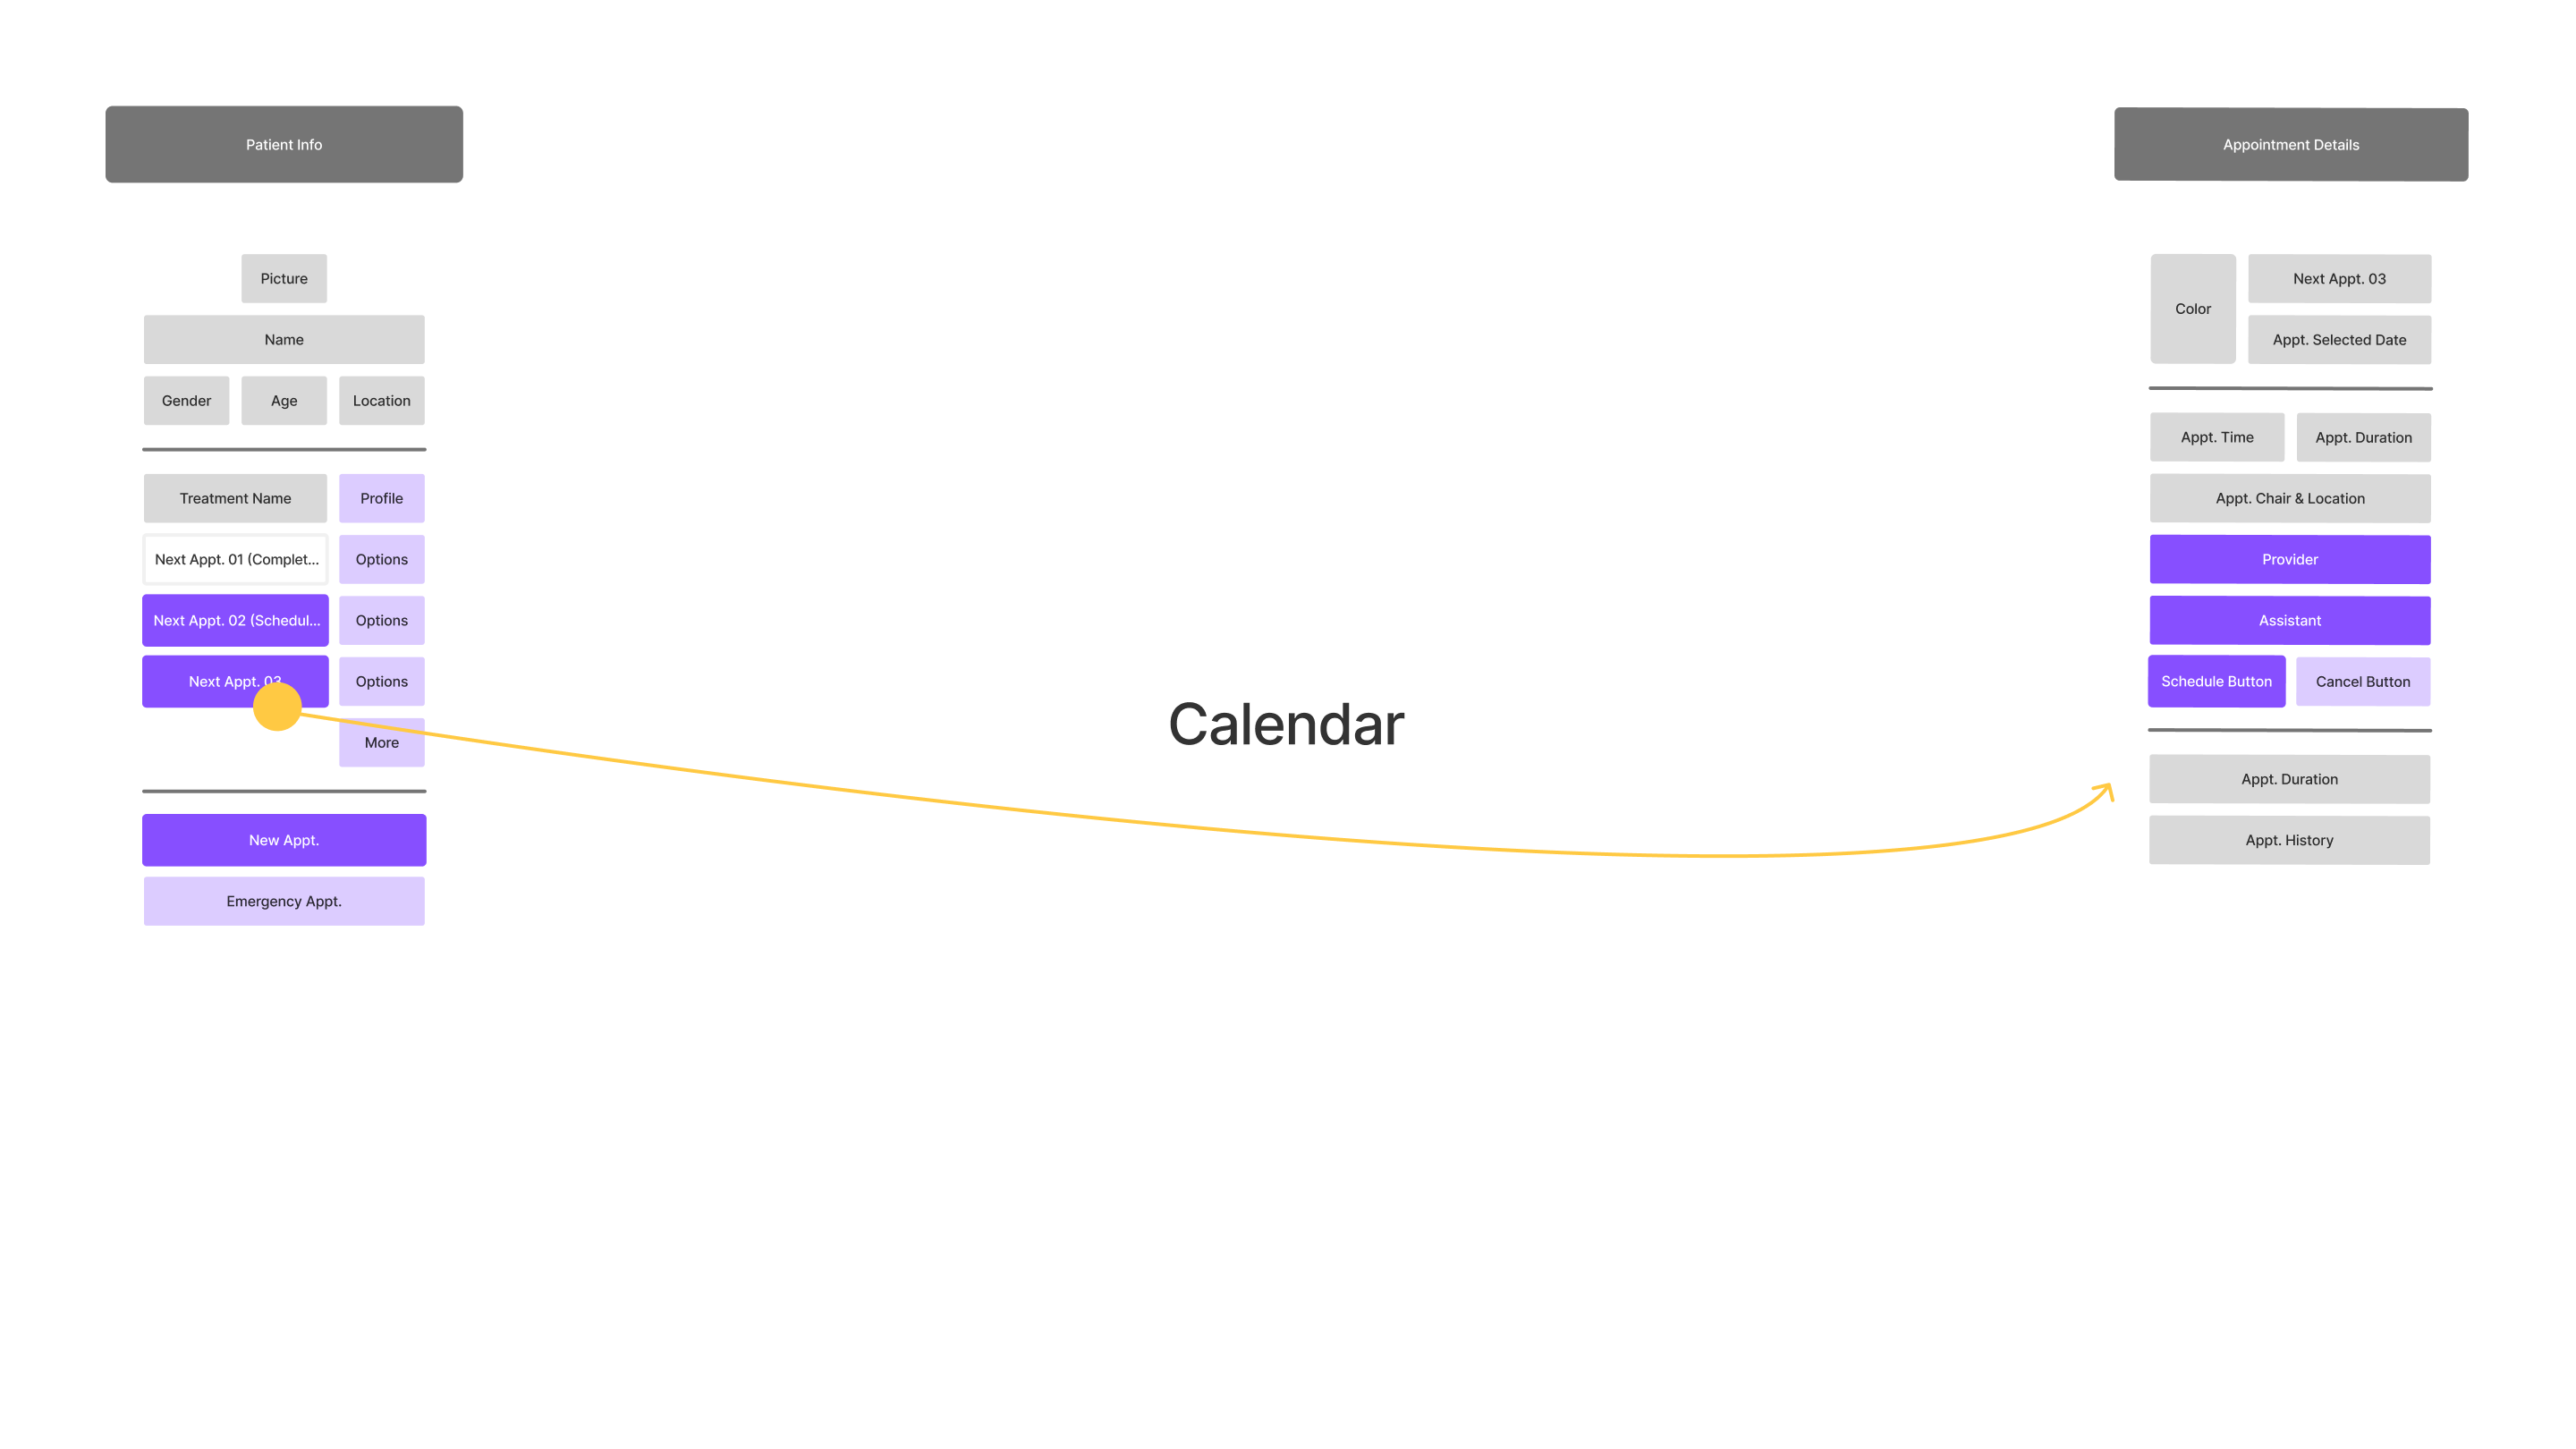 Patient Info
Picture
Name
Gender
Age
Location
Treatment Name
Profile
Next Appt. 01 (Complet...
Options
Next Appt. 02 (Schedul...
Options
Next Appt. 03
Options
More
New Appt.
Emergency Appt.
Calendar
Appointment Details
Color
Next Appt. 03
Appt. Selected Date
Appt. Time
Appt. Duration
Appt. Chair & Location
Provider
Assistant
Schedule Button
Cancel Button
Appt. Duration
Appt. History